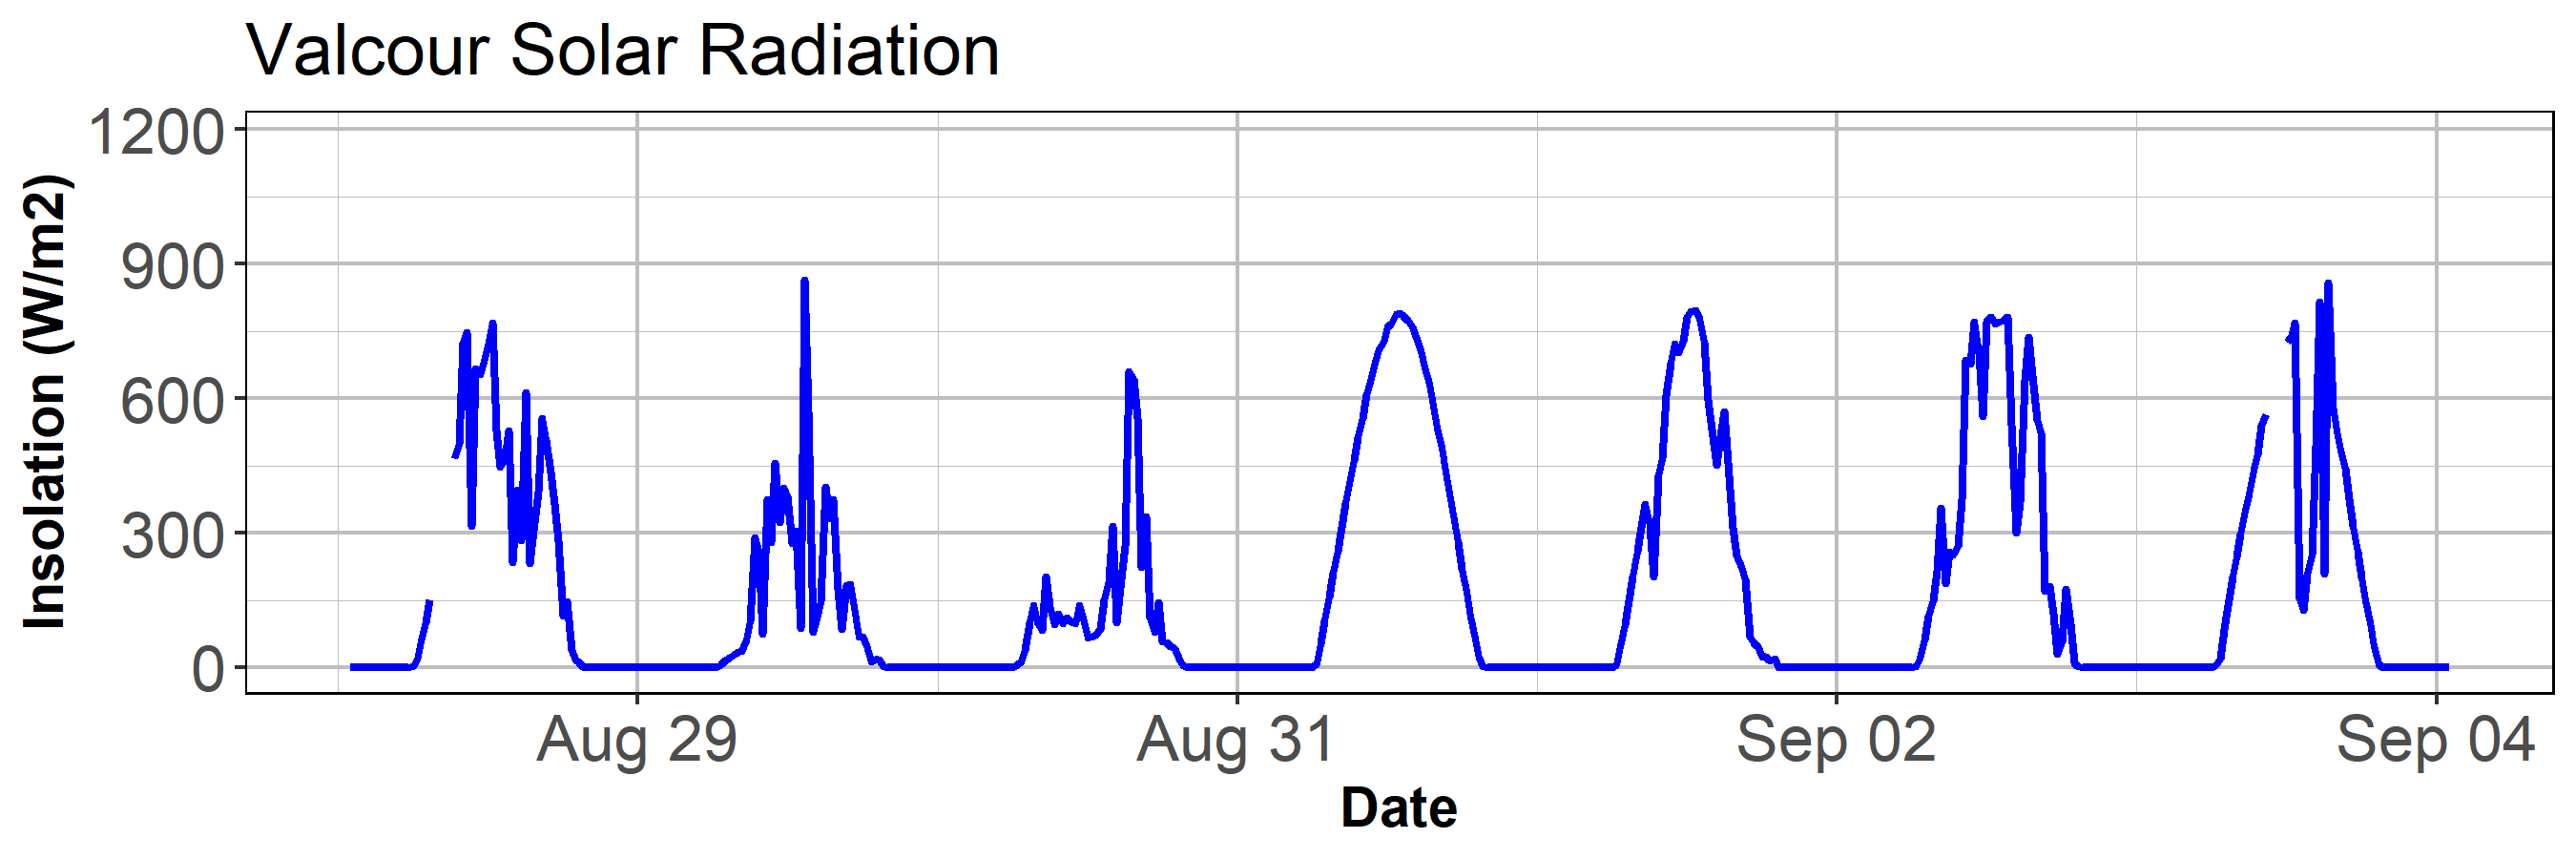 Valcour Solar Radiation
1200
900
600
300
0
Insolation (W/m2)
Aug 29
Aug 31
Sep 02
Sep 04
Date